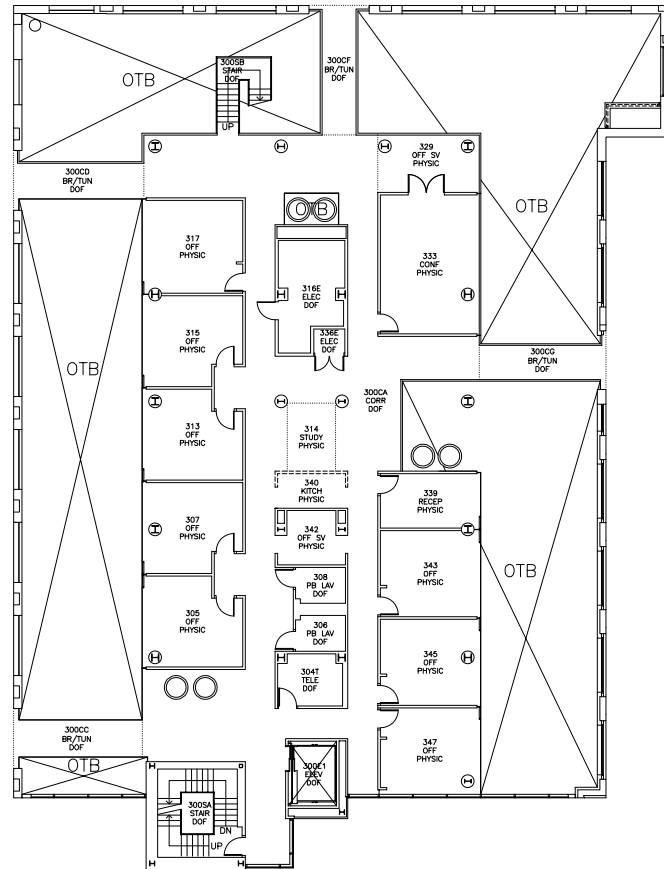 300SB
STAIR
DOF
UP
OTB
300CF
BR/TUN
DOF
OTB
329
OFF SV
PHYSIC
300CD
BR/TUN
DOF
OTB
317
OFF
PHYSIC
333
CONF
PHYSIC
316E
ELEC
DOF
315
OFF
PHYSIC
336E
ELEC
DOF
300CG
BR/TUN
DOF
OTB
300CA
CORR
DOF
313
OFF
PHYSIC
314
STUDY
PHYSIC
340
KITCH
PHYSIC
339
RECEP
PHYSIC
307
OFF
PHYSIC
342
OFF SV
PHYSIC
343
OFF
PHYSIC
OTB
308
PB LAV
DOF
305
OFF
PHYSIC
306
PB LAV
DOF
345
OFF
PHYSIC
304T
TELE
DOF
300CC
BR/TUN
DOF
347
OFF
PHYSIC
OTB
300E1
ELEV
DOF
300SA
STAIR
DOF
DN
UP